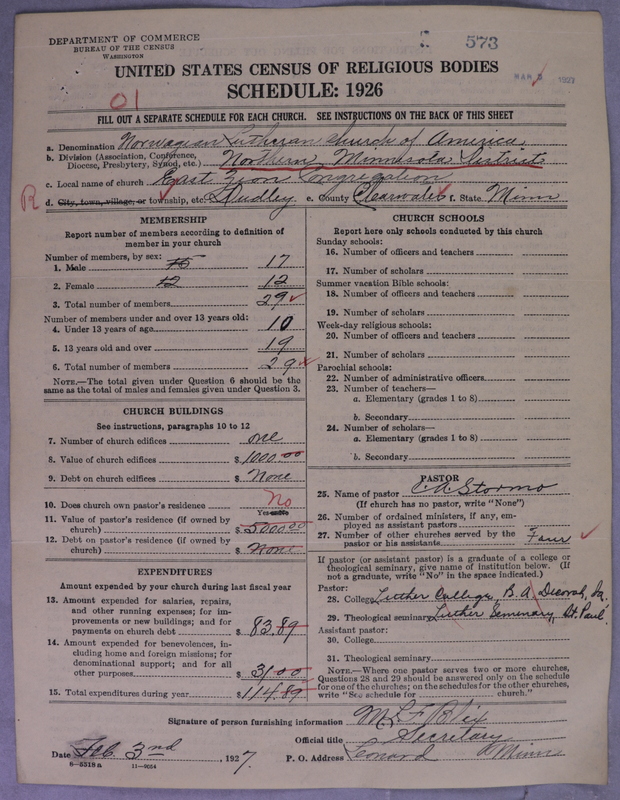 DEPARTMENT OF COMMERCE
BUREAU OF THE CENSUS
WASHINGTON
573
MAR 1927
UNITED STATES CENSUS OF RELIGIOUS BODIES
SCHEDULE: 1926
01
FILL OUT A SEPARATE SCHEDULE FOR EACH CHURCH. SEE INSTRUCTIONS ON THE BACK OF THIS SHEET
a. Denomination Norwegian Lutheran Church of America
b. Division (Association, Conference, Diocese, Presbytery, Synod, etc.) Northern Minnesota District
c. Local name of church East Zion Congregation
R
d. City, town, village, or township, etc. Dudley e. County Clearwater f. State Minn
MEMBERSHIP
Report number of members according to definition of
member in your church
Number of members, by sex:
1. Male 15 17
2. Female 12 12
3. Total number of members 29
Number of members under and over 13 years old:
4. Under 13 years of age 10
5. 13 years old and over 19
6. Total number of members 29
NOTE.—The total given under Question 6 should be the
same as the total of males and females given under Question 3.
CHURCH BUILDINGS
See instructions, paragraphs 10 to 12
7. Number of church edifices one
8. Value of church edifices $ 1000.00
9. Debt on church edifices $ None
10. Does church own pastor's residence No
Yes or No
11. Value of pastor's residence (if owned by
church) $ 5000.00
12. Debt on pastor's residence (if owned by
church) $ None
EXPENDITURES
Amount expended by your church during last fiscal year
13. Amount expended for salaries, repairs,
and other running expenses; for im-
provements or new buildings; and for
payments on church debt $ 83.89
14. Amount expended for benevolences, in-
cluding home and foreign missions; for
denominational support; and for all
other purposes $ 31.00
15. Total expenditures during year $ 114.89
CHURCH SCHOOLS
Report here only schools conducted by this church
Sunday schools:
16. Number of officers and teachers
17. Number of scholars
Summer vacation Bible schools:
18. Number of officers and teachers
19. Number of scholars
Week-day religious schools:
20. Number of officers and teachers
21. Number of scholars
Parochial schools:
22. Number of administrative officers
23. Number of teachers—
a. Elementary (grades 1 to 8)
b. Secondary
24. Number of scholars—
a. Elementary (grades 1 to 8)
b. Secondary
PASTOR
25. Name of pastor C A Stormo
(If church has no pastor, write "None")
26. Number of ordained ministers, if any, em-
ployed as assistant pastors
27. Number of other churches served by the
pastor or his assistants Four
If pastor (or assistant pastor) is a graduate of a college or
theological seminary, give name of institution below. (If
not a graduate, write "No" in the space indicated.)
Pastor:
28. College Luther College, B. A. Decorah, Ia.
29. Theological seminary Luther Seminary, St. Paul
Assistant pastor:
30. College
31. Theological seminary
NOTE.—Where one pastor serves two or more churches,
Questions 28 and 29 should be answered only on the schedule
for one of the churches; on the schedules for the other churches,
write "See schedule for church."
Signature of person furnishing information
Official title Secretary
Date Feb. 3rd, 1927. P. O. Address Leonard Minn
8—5518 a 11—9054